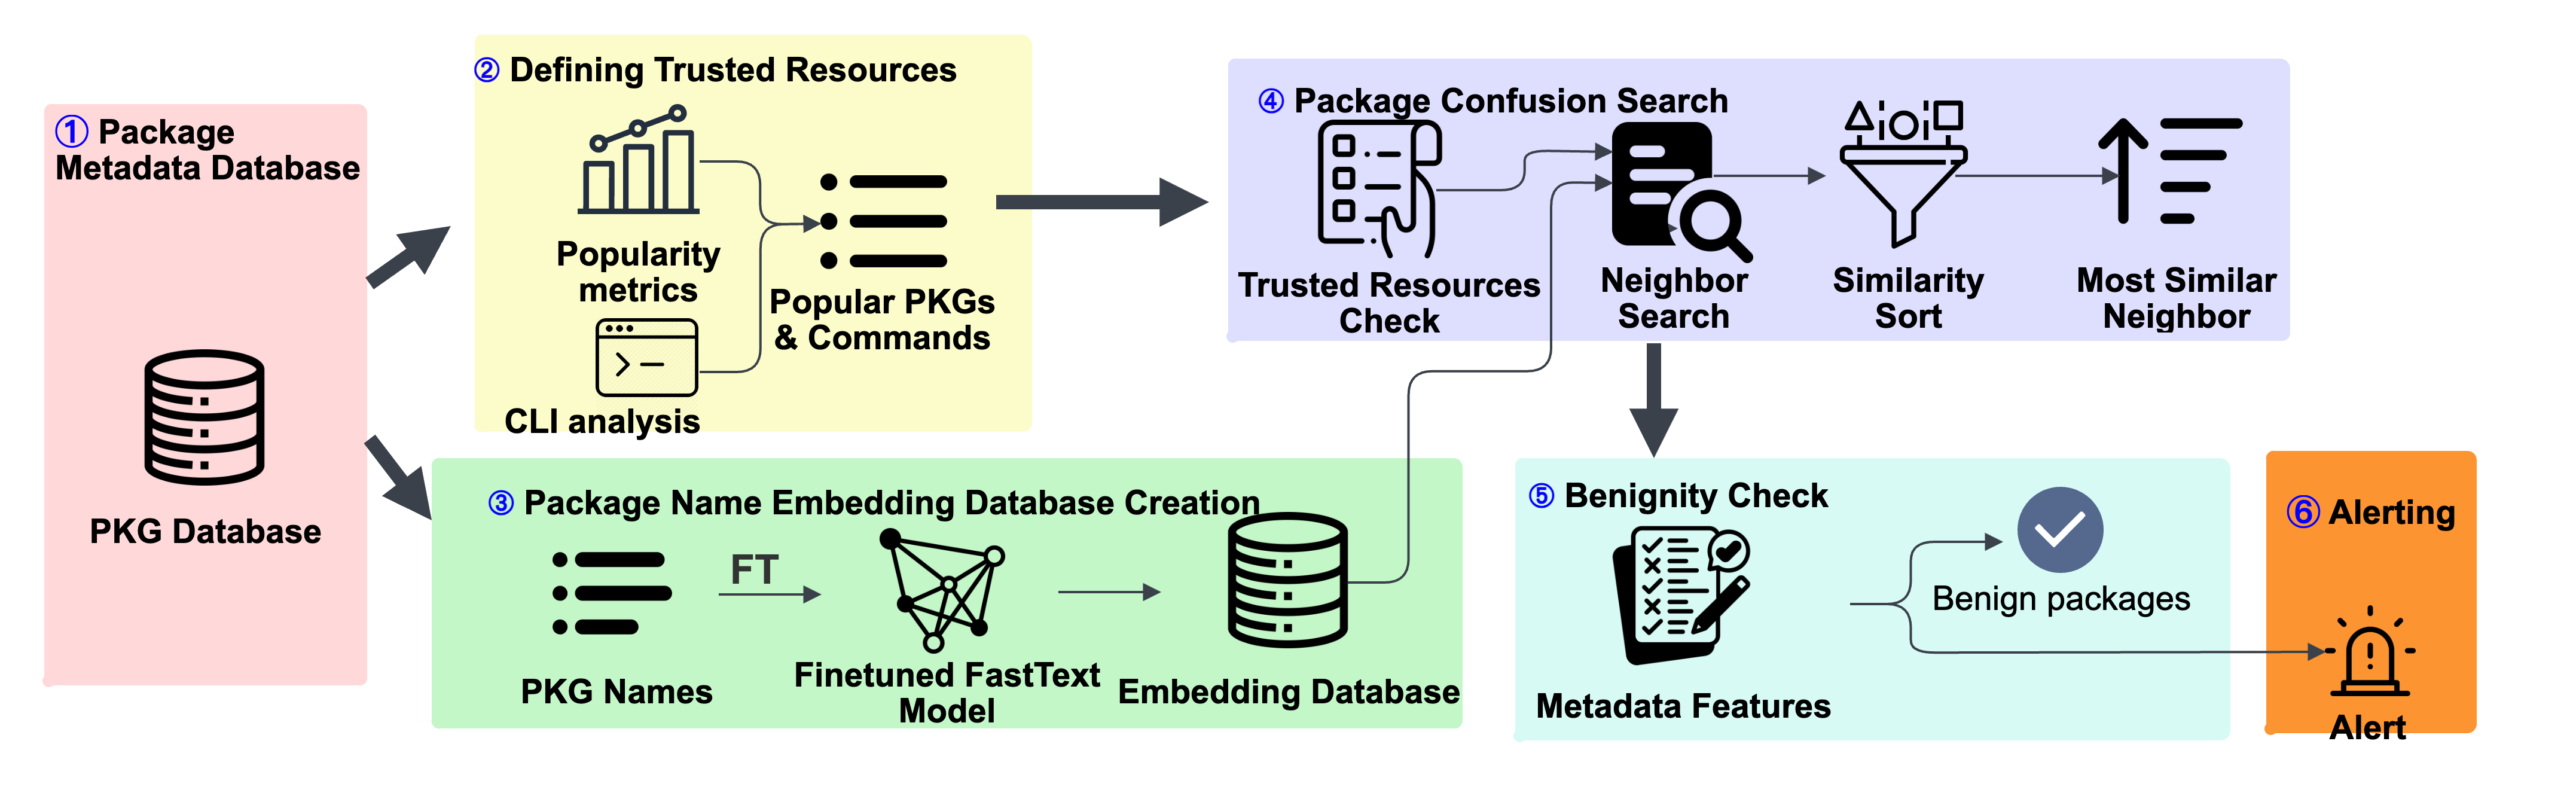 ① Package
Metadata Database
PKG Database
② Defining Trusted Resources
Popularity
metrics
CLI analysis
Popular PKGs
& Commands
③ Package Name Embedding Database Creation
PKG Names
FT
Finetuned FastText
Model
Embedding Database
④ Package Confusion Search
Trusted Resources
Check
Neighbor
Search
Similarity
Sort
Most Similar
Neighbor
⑤ Benignity Check
Metadata Features
Benign packages
⑥ Alerting
Alert